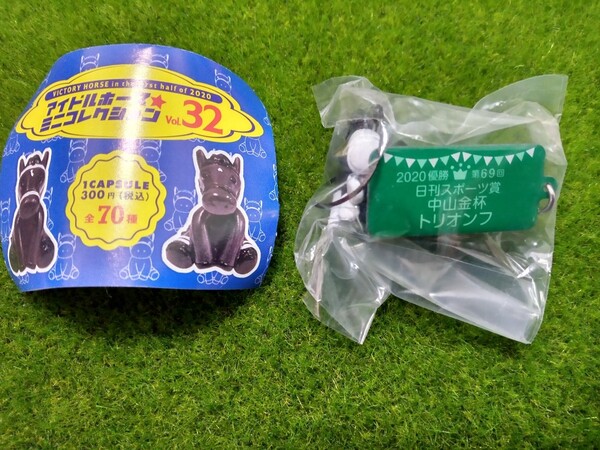 VICTORY HORSE in the first half of 2020
アイドルホース★
ミニコレクション Vol.32
1CAPSULE
300円(税込)
全70種
2020優勝 第69回
日刊スポーツ賞
中山金杯
トリオンフ